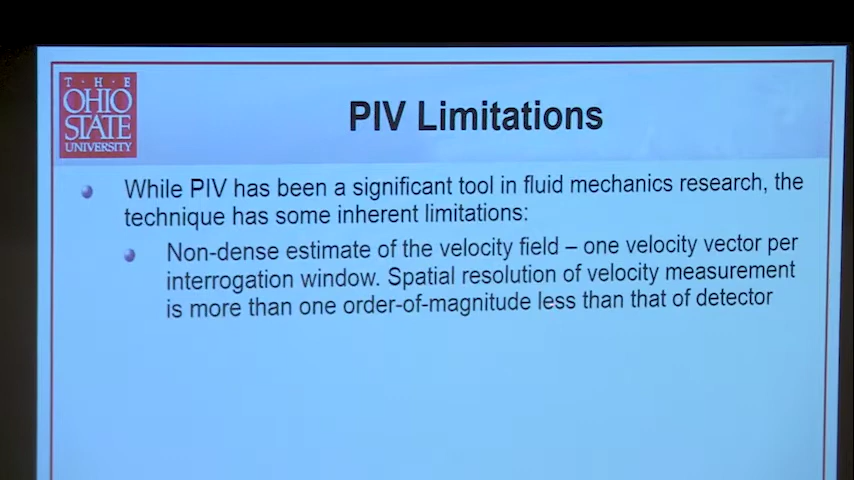 T · H · E
OHIO
STATE
UNIVERSITY
PIV Limitations
While PIV has been a significant tool in fluid mechanics research, the
technique has some inherent limitations:
Non-dense estimate of the velocity field – one velocity vector per
interrogation window. Spatial resolution of velocity measurement
is more than one order-of-magnitude less than that of detector